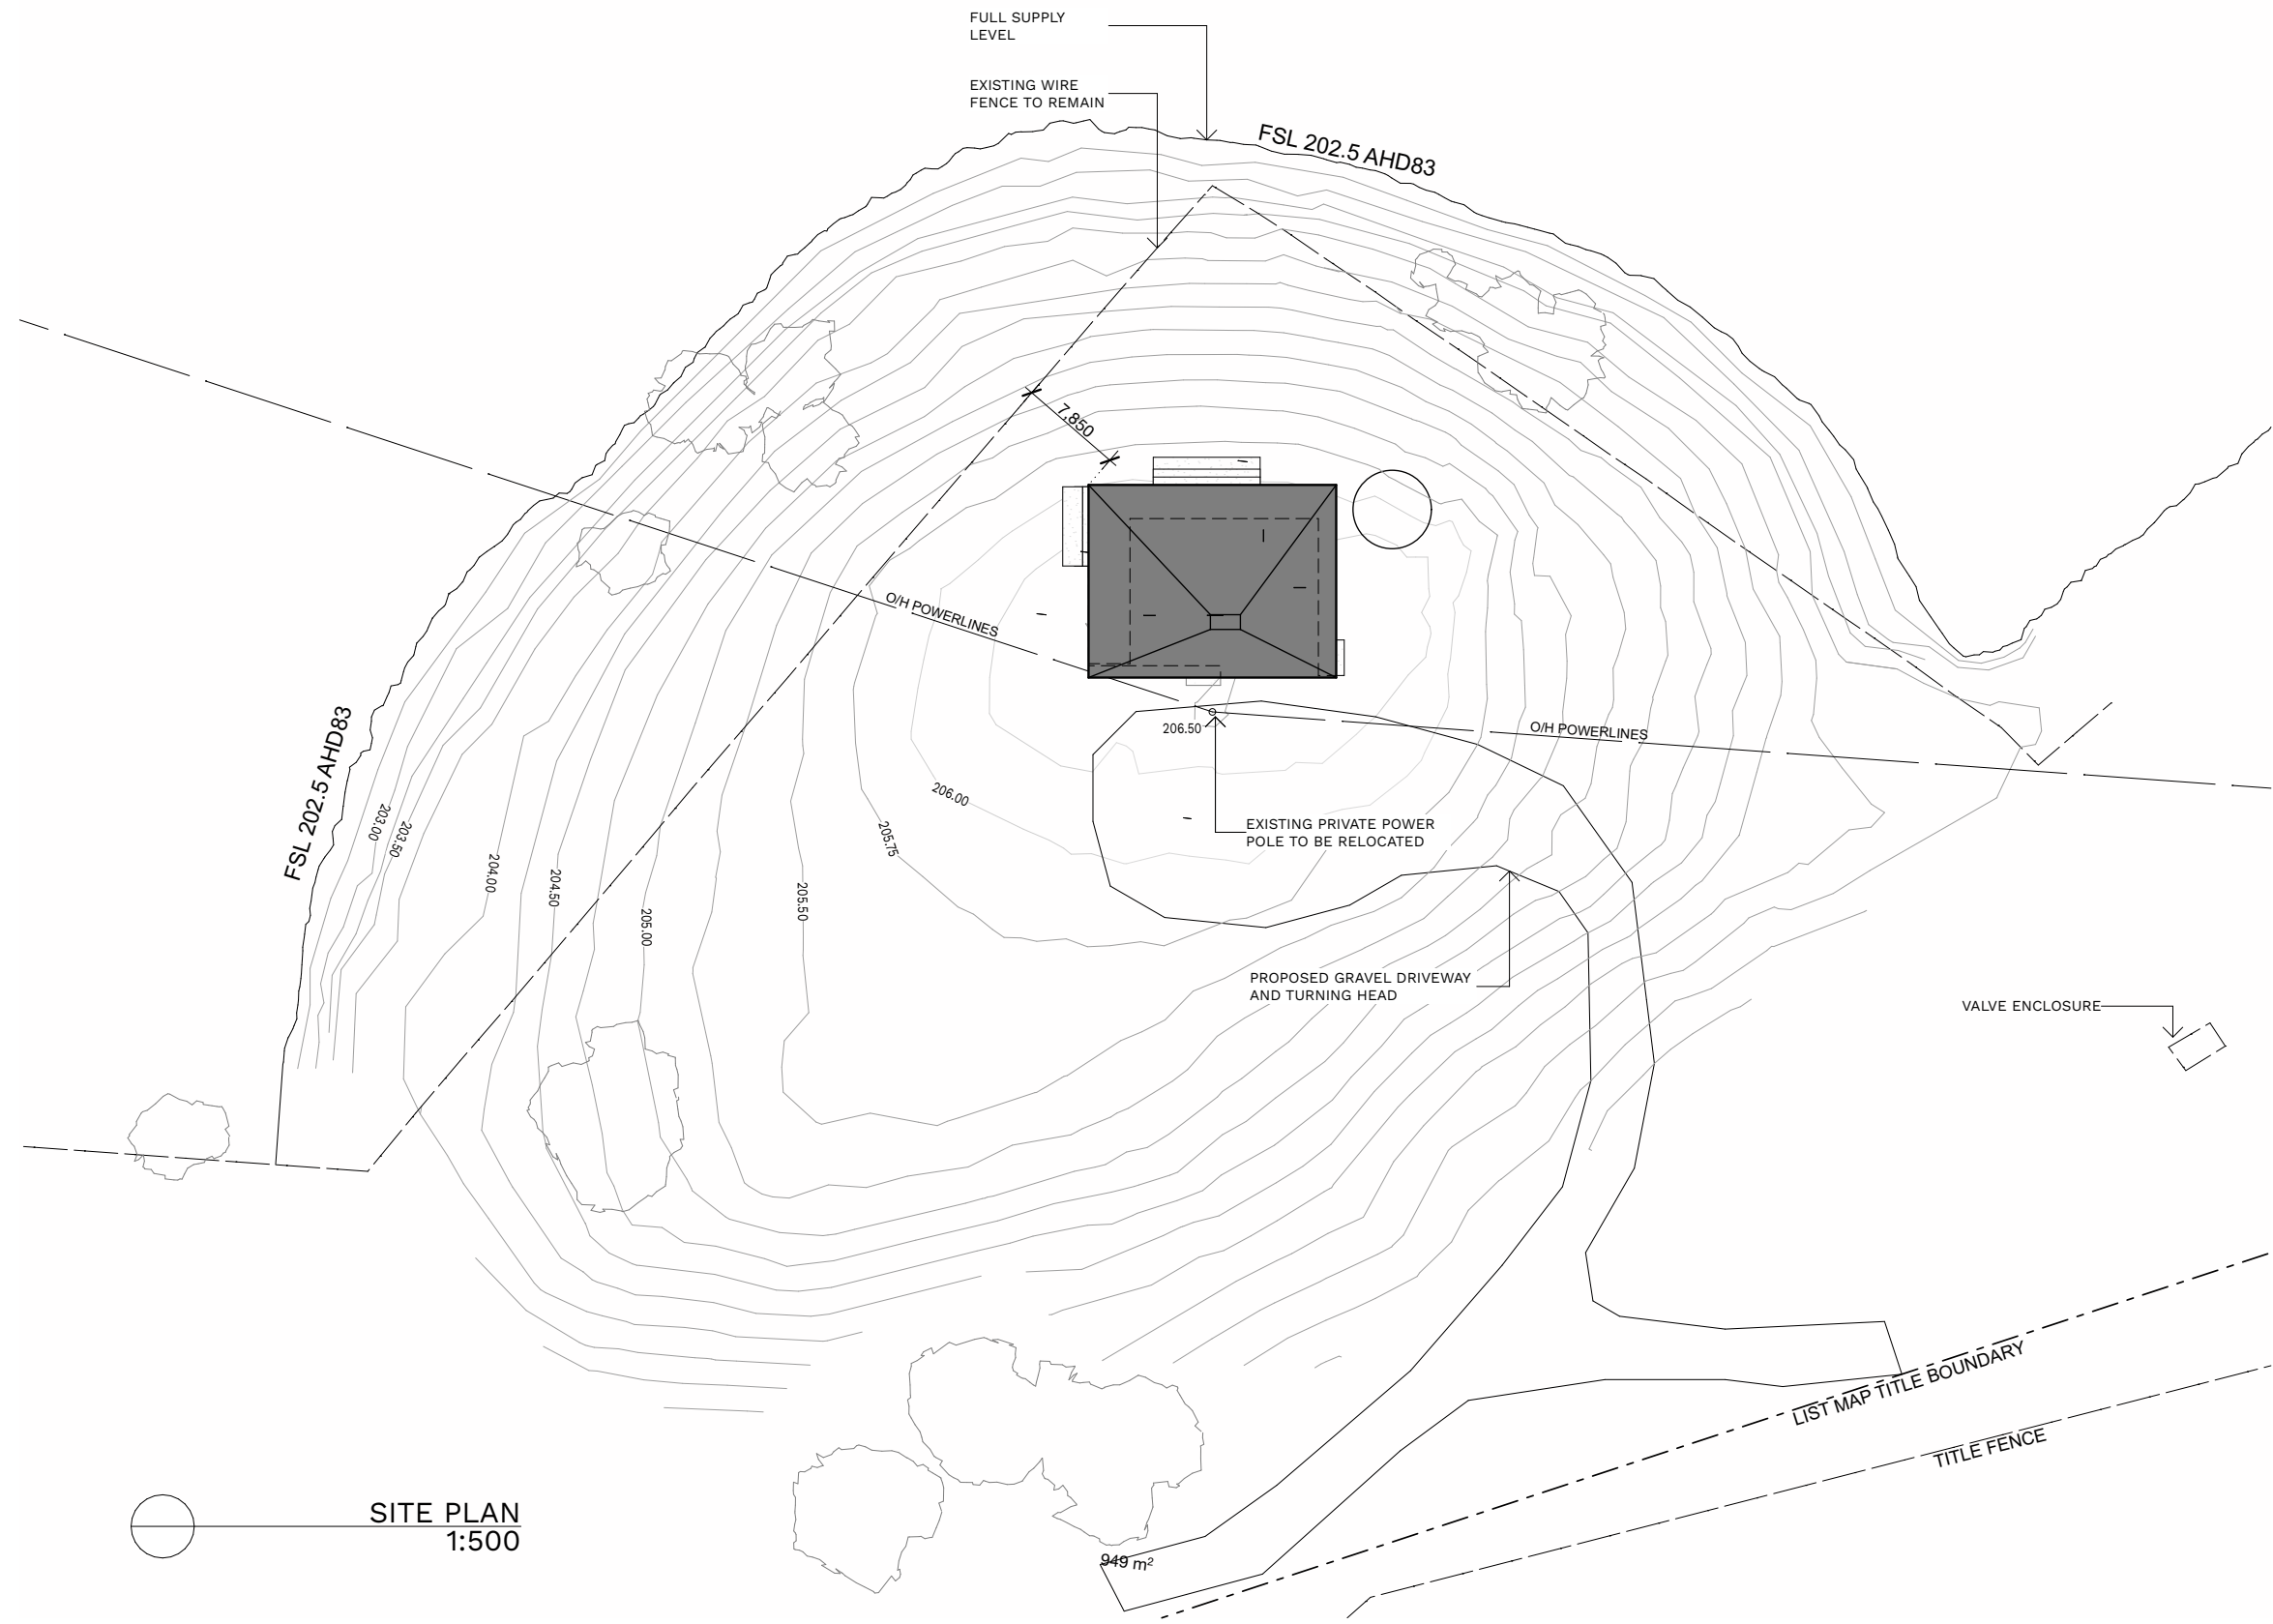 FULL SUPPLY
LEVEL
EXISTING WIRE
FENCE TO REMAIN
FSL 202.5 AHD83
7,850
O/H POWERLINES
FSL 202.5 AHD83
206.50
O/H POWERLINES
206.00
203.00
203.50
205.75
EXISTING PRIVATE POWER
POLE TO BE RELOCATED
204.00
204.50
205.50
205.00
PROPOSED GRAVEL DRIVEWAY
AND TURNING HEAD
VALVE ENCLOSURE
LIST MAP TITLE BOUNDARY
TITLE FENCE
SITE PLAN
1:500
949 m²